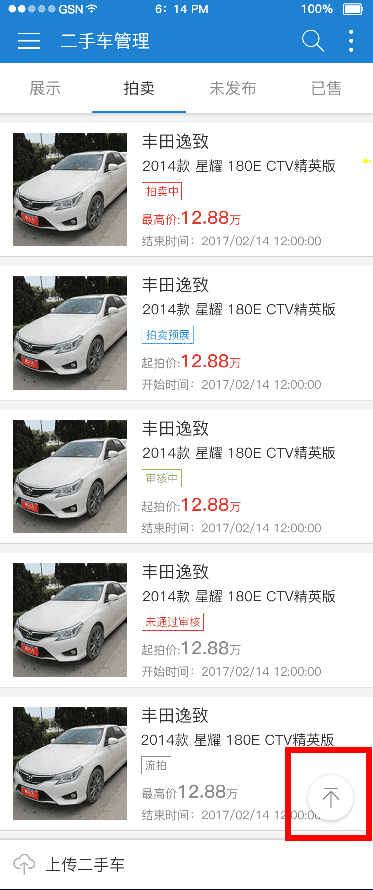 GSN 6：14 PM 100%
二手车管理
展示 拍卖 未发布 已售
丰田逸致
2014款 星耀 180E CTV精英版
拍卖中
最高价:12.88万
结束时间：2017/02/14 12:00:00
丰田逸致
2014款 星耀 180E CTV精英版
拍卖预展
起拍价:12.88万
开始时间：2017/02/14 12:00:00
丰田逸致
2014款 星耀 180E CTV精英版
审核中
起拍价:12.88万
结束时间：2017/02/14 12:00:00
丰田逸致
2014款 星耀 180E CTV精英版
未通过审核
起拍价:12.88万
结束时间：2017/02/14 12:00:00
丰田逸致
2014款 星耀 180E CTV精英版
流拍
最高价12.88万
结束时间：2017/02/14 12:00:00
上传二手车